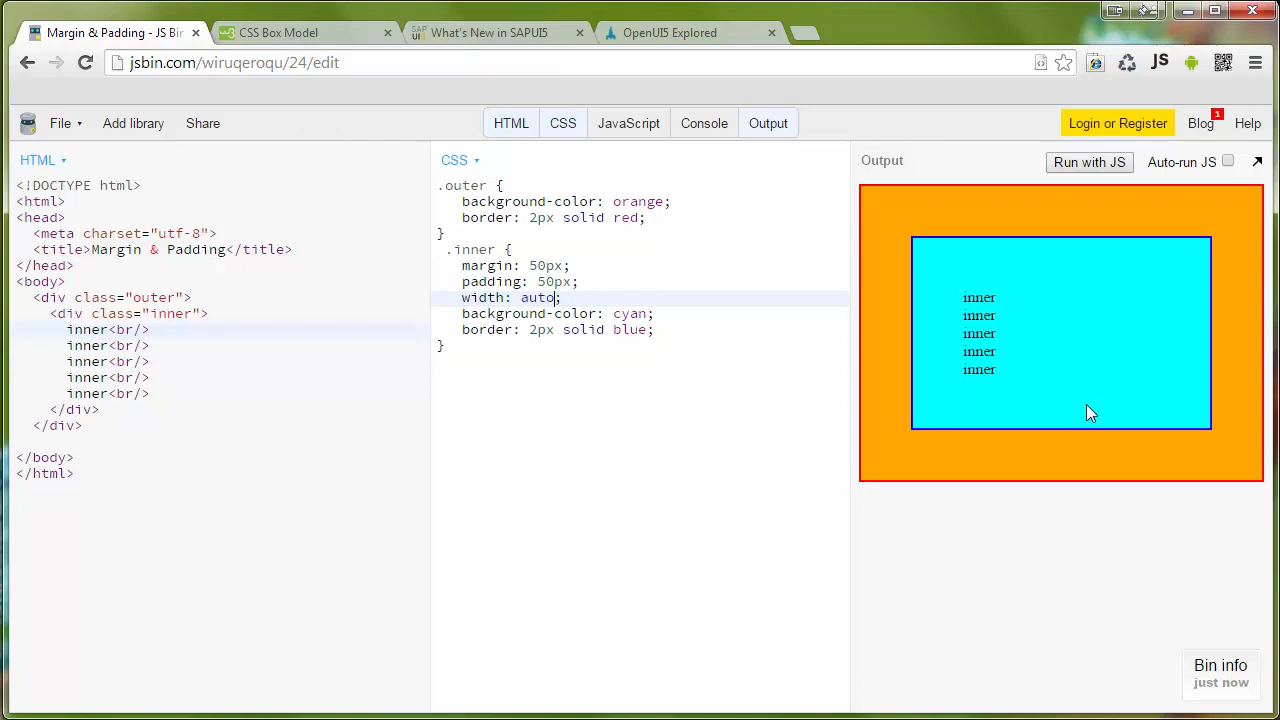 Margin & Padding - JS Bin
CSS Box Model
What's New in SAPUI5
OpenUI5 Explored
jsbin.com/wiruqeroqu/24/edit
JS
File
Add library
Share
HTML
CSS
JavaScript
Console
Output
Login or Register
Blog
1
Help
HTML
<!DOCTYPE html>
<html>
<head>
<meta charset="utf-8">
<title>Margin & Padding</title>
</head>
<body>
<div class="outer">
<div class="inner">
inner<br/>
inner<br/>
inner<br/>
inner<br/>
inner<br/>
</div>
</div>
</body>
</html>
CSS
.outer {
background-color: orange;
border: 2px solid red;
}
.inner {
margin: 50px;
padding: 50px;
width: auto;
background-color: cyan;
border: 2px solid blue;
}
Output
Run with JS
Auto-run JS
inner
inner
inner
inner
inner
Bin info
just now